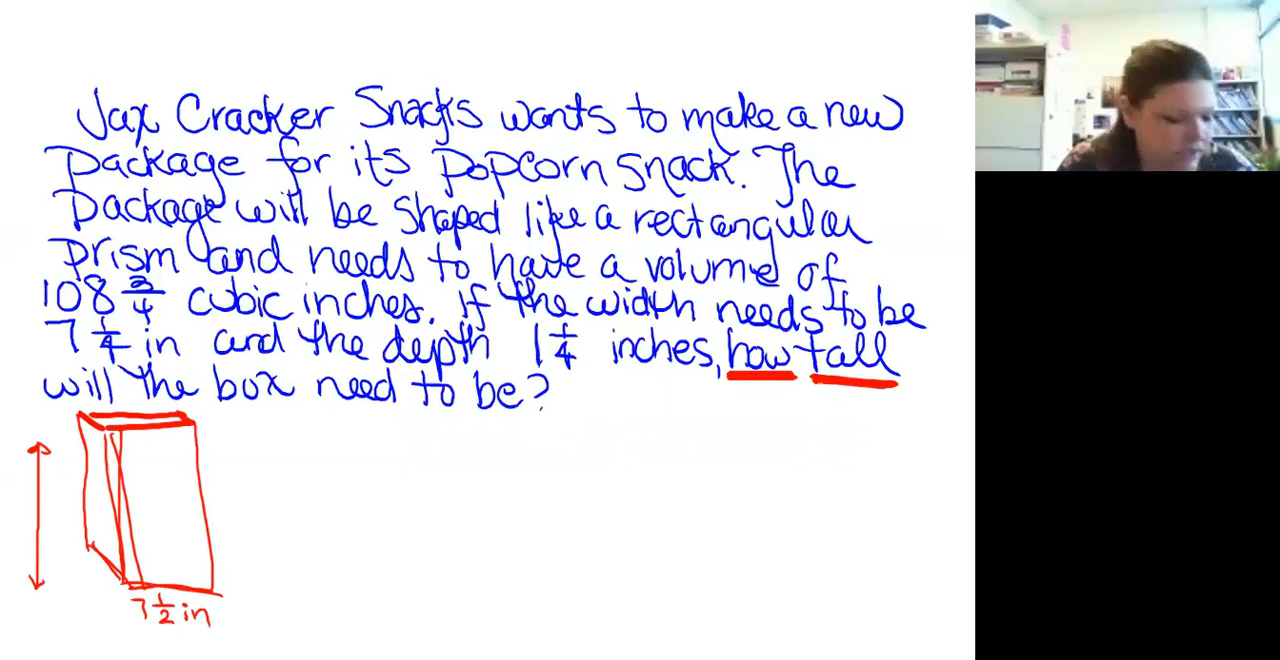 Jax Cracker Snacks wants to make a new
package for its popcorn snack. The
package will be shaped like a rectangular
prism and needs to have a volume of
108 3/4 cubic inches. If the width needs to be
7 1/4 in and the depth 1 1/4 inches, how tall
will the box need to be?
7 1/2 in